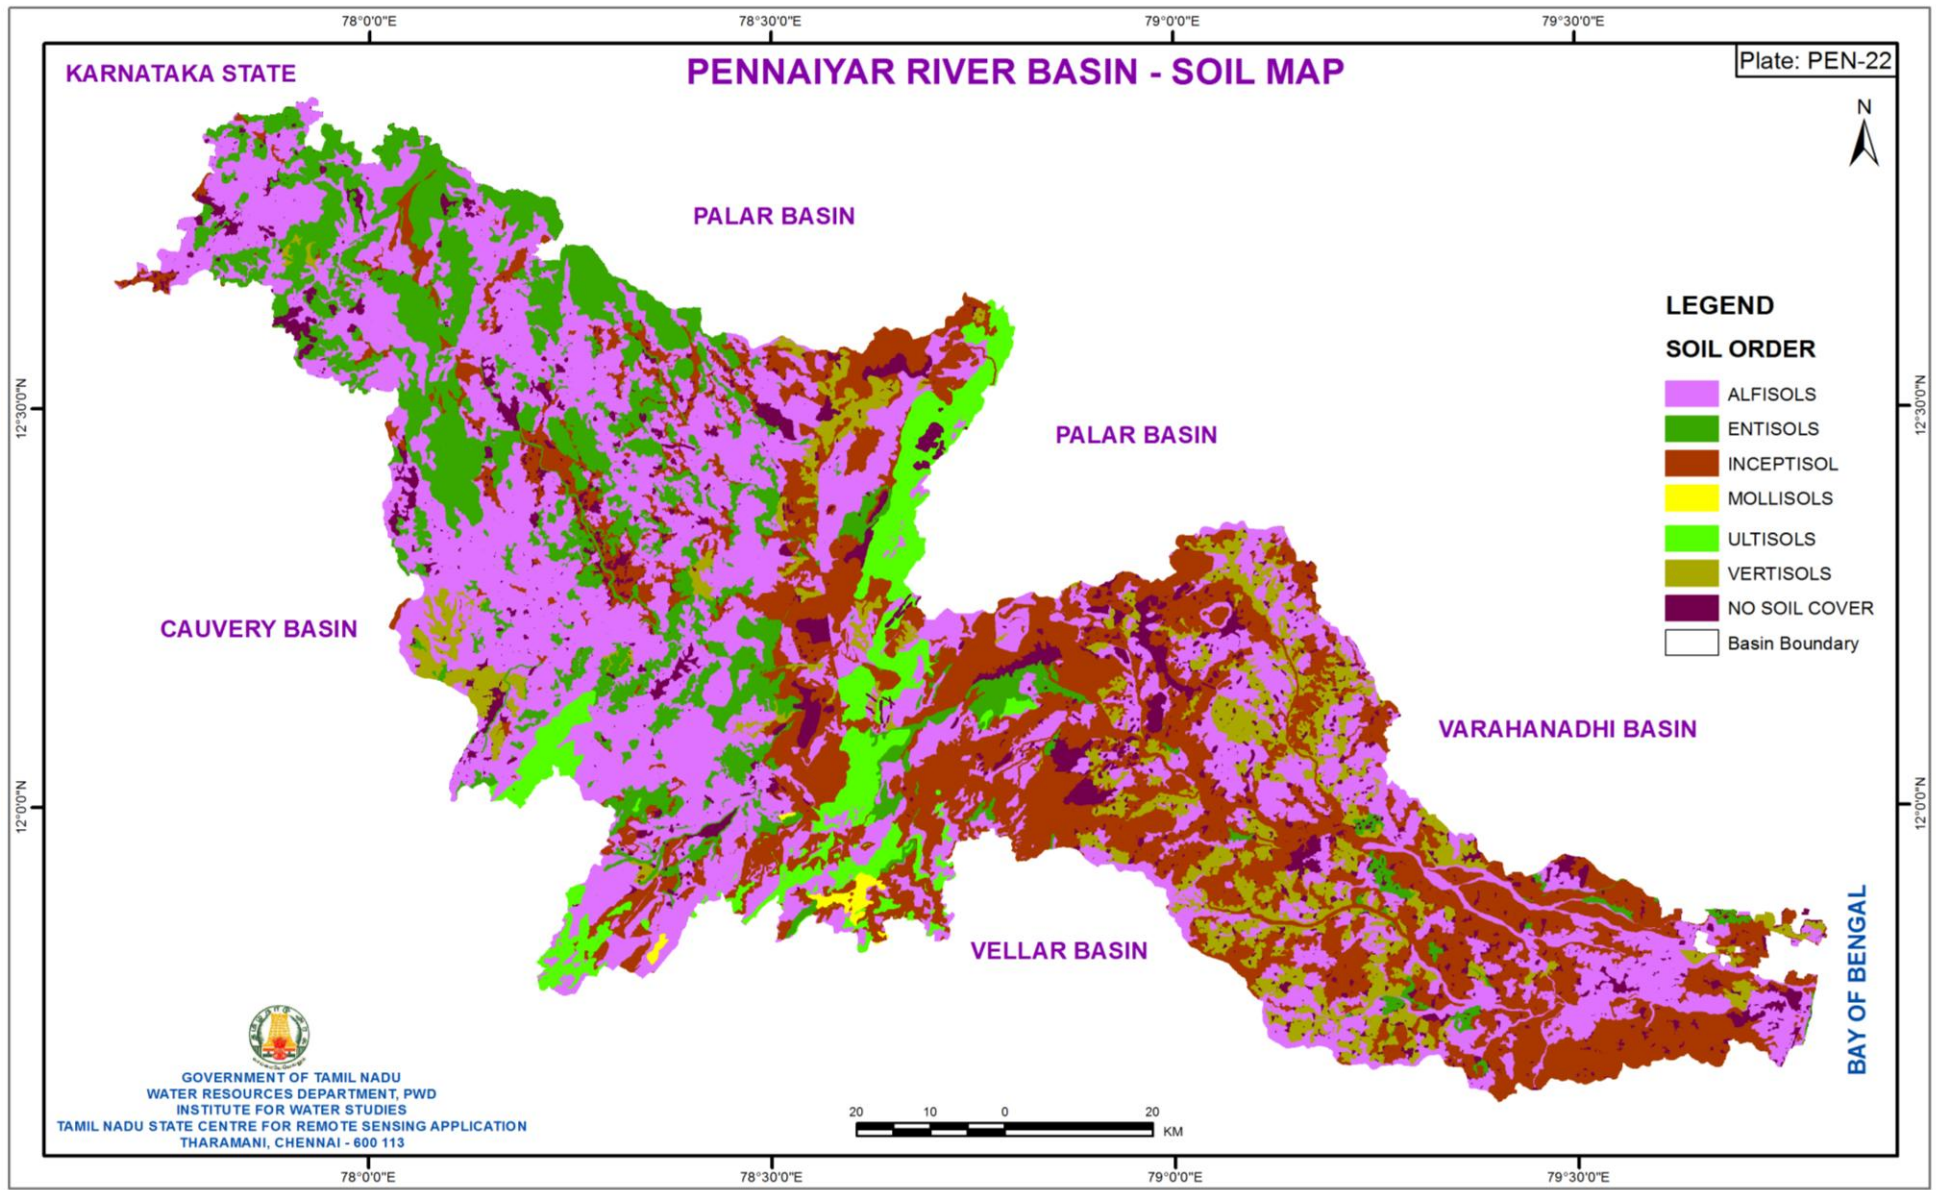 78°0'0"E
78°30'0"E
79°0'0"E
79°30'0"E
KARNATAKA STATE
PENNAIYAR RIVER BASIN - SOIL MAP
Plate: PEN-22
N
PALAR BASIN
LEGEND
SOIL ORDER
ALFISOLS
ENTISOLS
INCEPTISOL
MOLLISOLS
ULTISOLS
VERTISOLS
NO SOIL COVER
Basin Boundary
12°30'0"N
12°30'0"N
PALAR BASIN
CAUVERY BASIN
VARAHANADHI BASIN
12°0'0"N
12°0'0"N
VELLAR BASIN
BAY OF BENGAL
GOVERNMENT OF TAMIL NADU
WATER RESOURCES DEPARTMENT, PWD
INSTITUTE FOR WATER STUDIES
TAMIL NADU STATE CENTRE FOR REMOTE SENSING APPLICATION
THARAMANI, CHENNAI - 600 113
20 10 0 20
KM
78°0'0"E
78°30'0"E
79°0'0"E
79°30'0"E